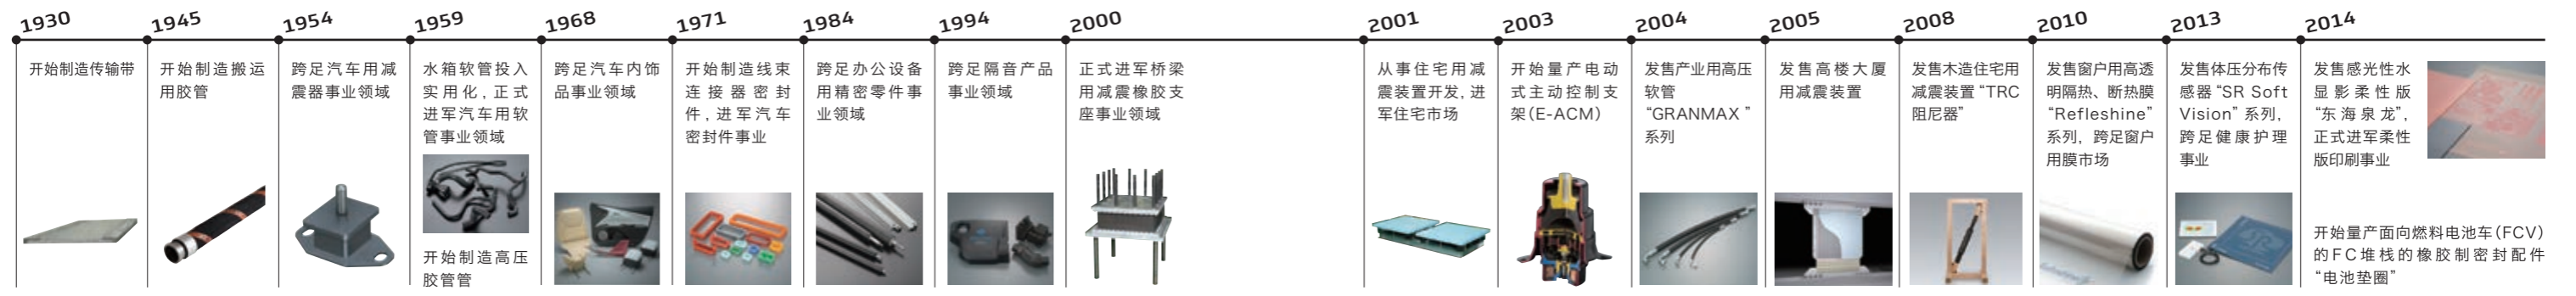 1930
开始制造传输带
1945
开始制造搬运
用胶管
1954
跨足汽车用减
震器事业领域
1959
水箱软管投入
实用化，正式
进军汽车用软
管事业领域
开始制造高压
胶管管
1968
跨足汽车内饰
品事业领域
1971
开始制造线束
连接器密封
件，进军汽车
密封件事业
1984
跨足办公设备
用精密零件事
业领域
1994
跨足隔音产品
事业领域
2000
正式进军桥梁
用减震橡胶支
座事业领域
2001
从事住宅用减
震装置开发，进
军住宅市场
2003
开始量产电动
式主动控制支
架（E-ACM）
2004
发售产业用高压
软管
“GRANMAX ”
系列
2005
发售高楼大厦
用减震装置
2008
发售木造住宅用
减震装置“TRC
阻尼器”
2010
发售窗户用高透
明隔热、断热膜
“Refleshine”
系列，跨足窗户
用膜市场
2013
发售体压分布传
感器“SR Soft
Vision”系列，
跨足健康护理
事业
2014
发售感光性水
显影柔性版
“东海泉龙”，
正式进军柔性
版印刷事业
开始量产面向燃料电池车（FCV）
的FC堆栈的橡胶制密封配件
“电池垫圈”